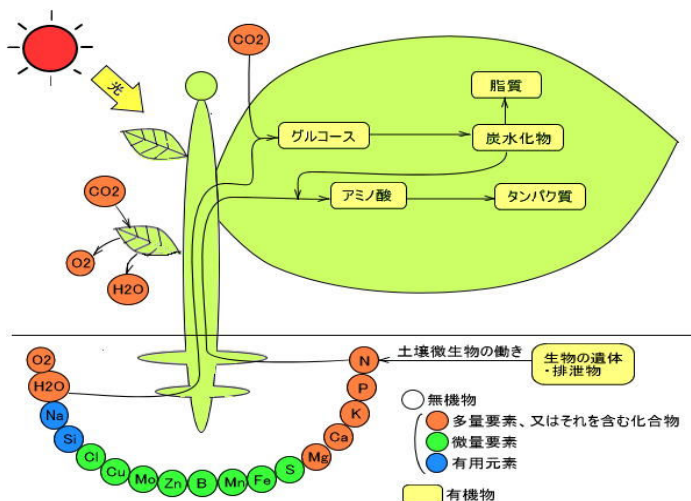 光
CO2
脂質
グルコース
炭水化物
CO2
アミノ酸
タンパク質
O2
H2O
O2
H2O
Na
Si
Cl
Cu
Mo
Zn
B
Mn
Fe
S
Mg
Ca
K
P
N
土壌微生物の働き
生物の遺体
・排泄物
無機物
多量要素、又はそれを含む化合物
微量要素
有用元素
有機物